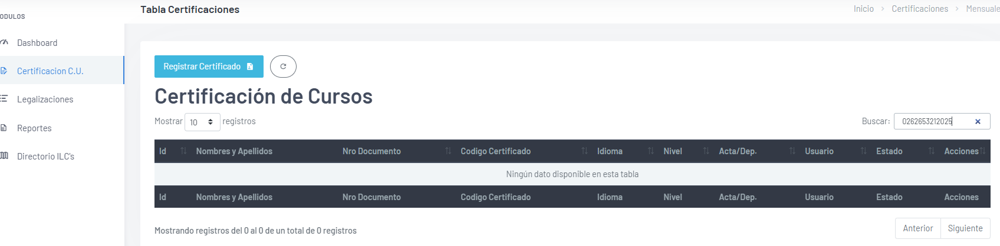 Tabla Certificaciones
Inicio > Certificaciones > Mensuale
ODULOS
Dashboard
Certificacion C.U.
Legalizaciones
Reportes
Directorio ILC's
Registrar Certificado
Certificación de Cursos
Mostrar 10 registros
Buscar: 0262653212025
Id Nombres y Apellidos Nro Documento Codigo Certificado Idioma Nivel Acta/Dep. Usuario Estado Acciones
Ningún dato disponible en esta tabla
Id Nombres y Apellidos Nro Documento Codigo Certificado Idioma Nivel Acta/Dep. Usuario Estado Acciones
Mostrando registros del 0 al 0 de un total de 0 registros
Anterior Siguiente